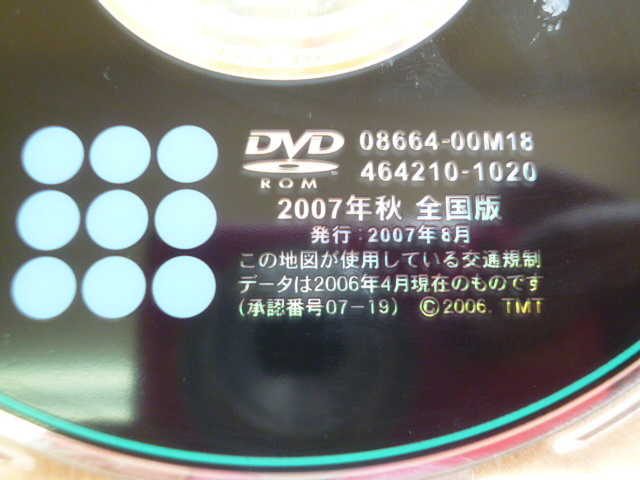 DVD 08664-00M18
ROM 464210-1020
2007年秋 全国版
発行：2007年8月
この地図が使用している交通規制
データは2006年4月現在のものです
(承認番号07-19) ©2006. TMT